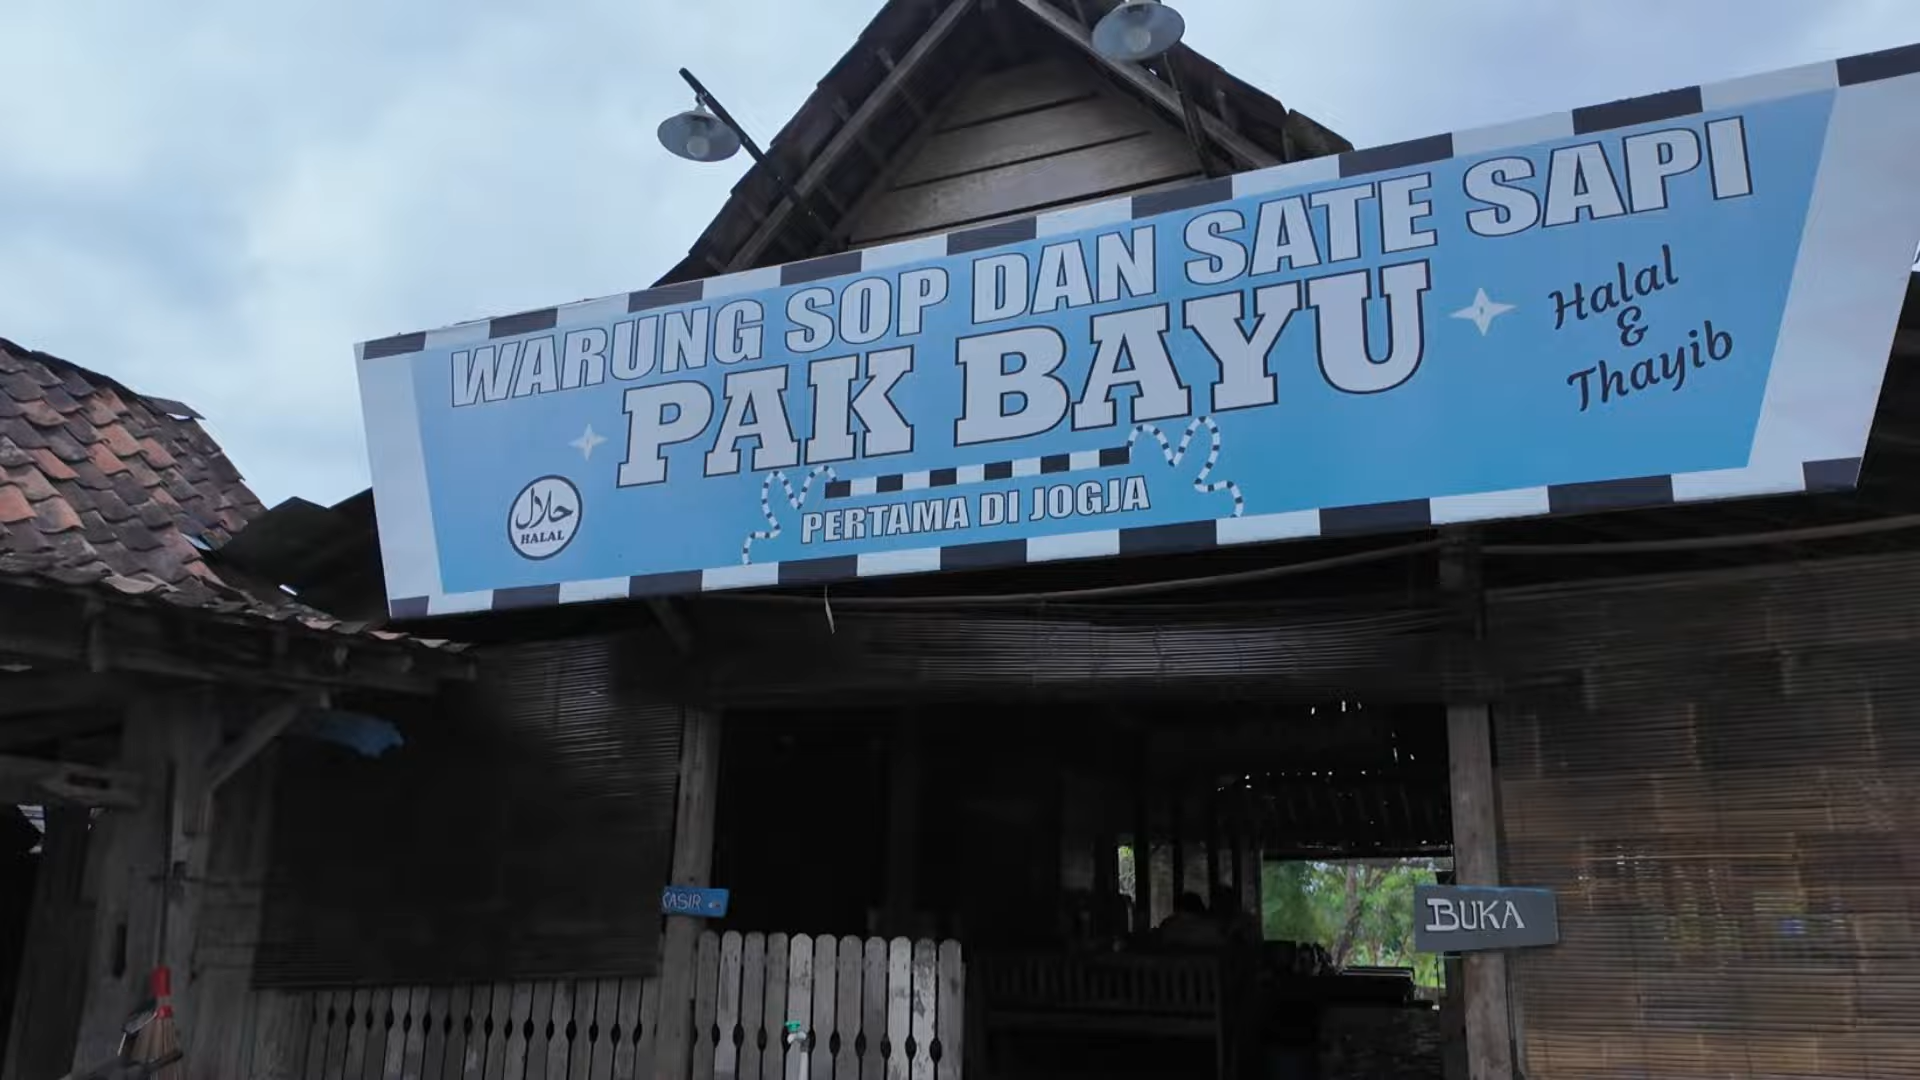 WARUNG SOP DAN SATE SAPI
PAK BAYU
Halal
&
Thayib
حلال
HALAL
PERTAMA DI JOGJA
KASIR
BUKA